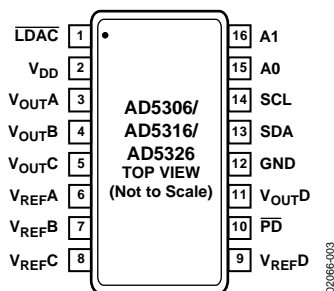 LDAC 1
VDD 2
VOUTA 3
VOUTB 4
VOUTC 5
VREFA 6
VREFB 7
VREFC 8
AD5306/
AD5316/
AD5326
TOP VIEW
(Not to Scale)
16 A1
15 A0
14 SCL
13 SDA
12 GND
11 VOUTD
10 PD
9 VREFD
02066-003